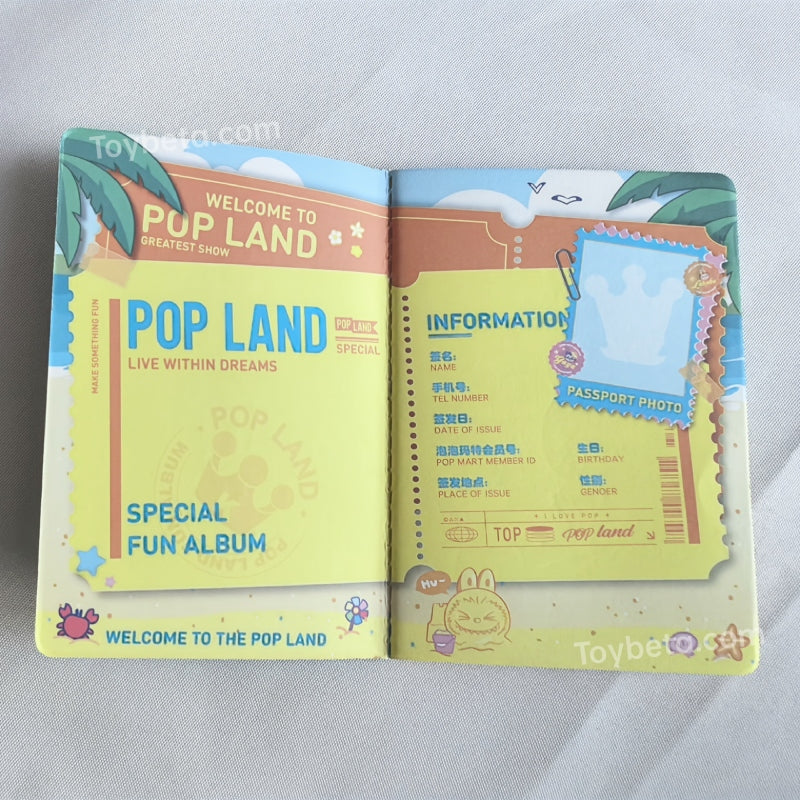 Toybeta.com
WELCOME TO
POP LAND
GREATEST SHOW
MAKE SOMETHING FUN
POP LAND
LIVE WITHIN DREAMS
POP LAND
SPECIAL
POP LAND
ALBUM
POP LAND
SPECIAL
FUN ALBUM
WELCOME TO THE POP LAND
INFORMATION
签名:
NAME
手机号:
TEL NUMBER
签发日:
DATE OF ISSUE
泡泡玛特会员号:
POP MART MEMBER ID
生日:
BIRTHDAY
签发地点:
PLACE OF ISSUE
性别:
GENDER
PASSPORT PHOTO
I LOVE POP
TOP
POP land
Hu~
Toybeta.com